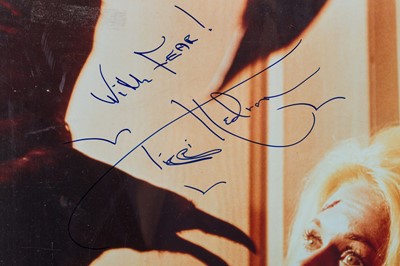 With FEAR!
Tippi Hedren